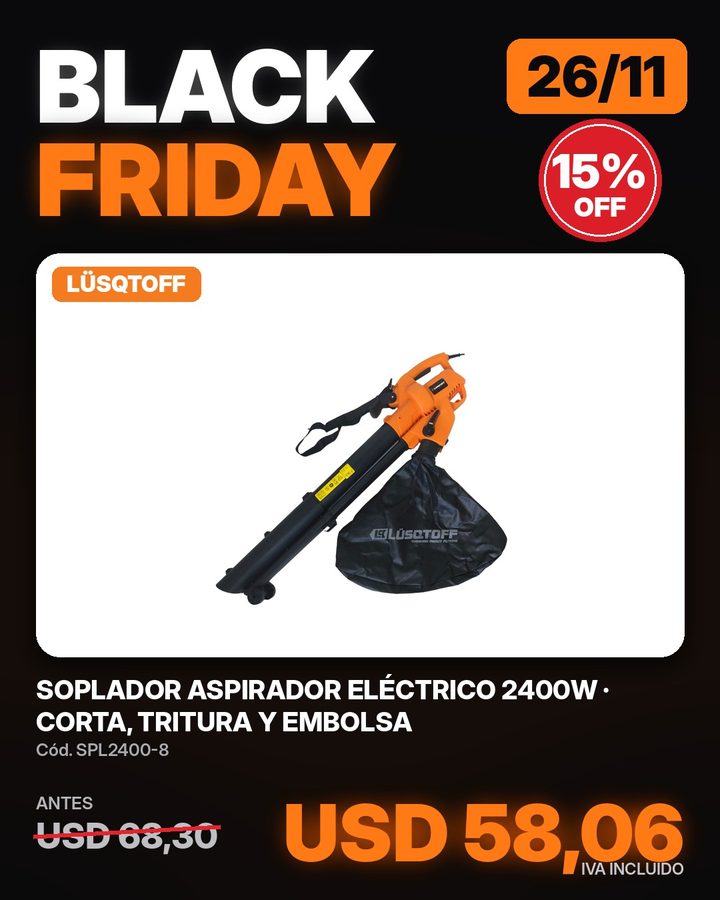 BLACK
FRIDAY
26/11
15%
OFF
LÜSQTOFF
LÜSQTOFF
SOPLADOR ASPIRADOR ELÉCTRICO 2400W ·
CORTA, TRITURA Y EMBOLSA
Cód. SPL2400-8
ANTES
USD 68,30
USD 58,06
IVA INCLUIDO